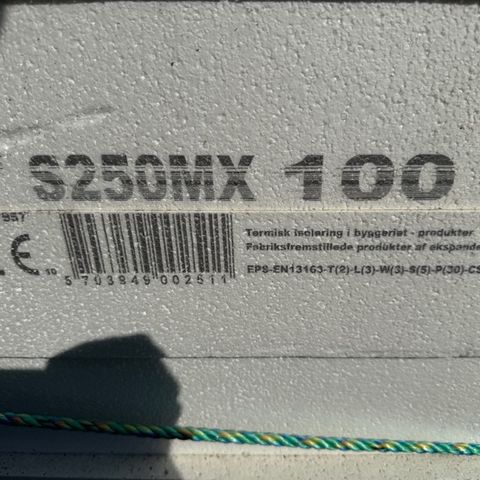 S250MX 100
957
Termisk isolering i byggeriet - produkter
Fabriksfremstillede produkter af ekspande
CE 10
5 703849 002511
EPS-EN13163-T(2)-L(3)-W(3)-S(5)-P(30)-CS